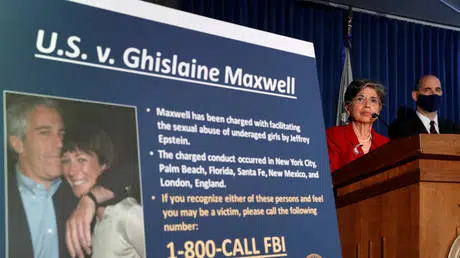 U.S. v. Ghislaine Maxwell
• Maxwell has been charged with facilitating
the sexual abuse of underaged girls by Jeffrey
Epstein.
• The charged conduct occurred in New York City,
Palm Beach, Florida, Santa Fe, New Mexico, and
London, England.
• If you recognize either of these persons and feel
you may be a victim, please call the following
number:
1-800-CALL FBI